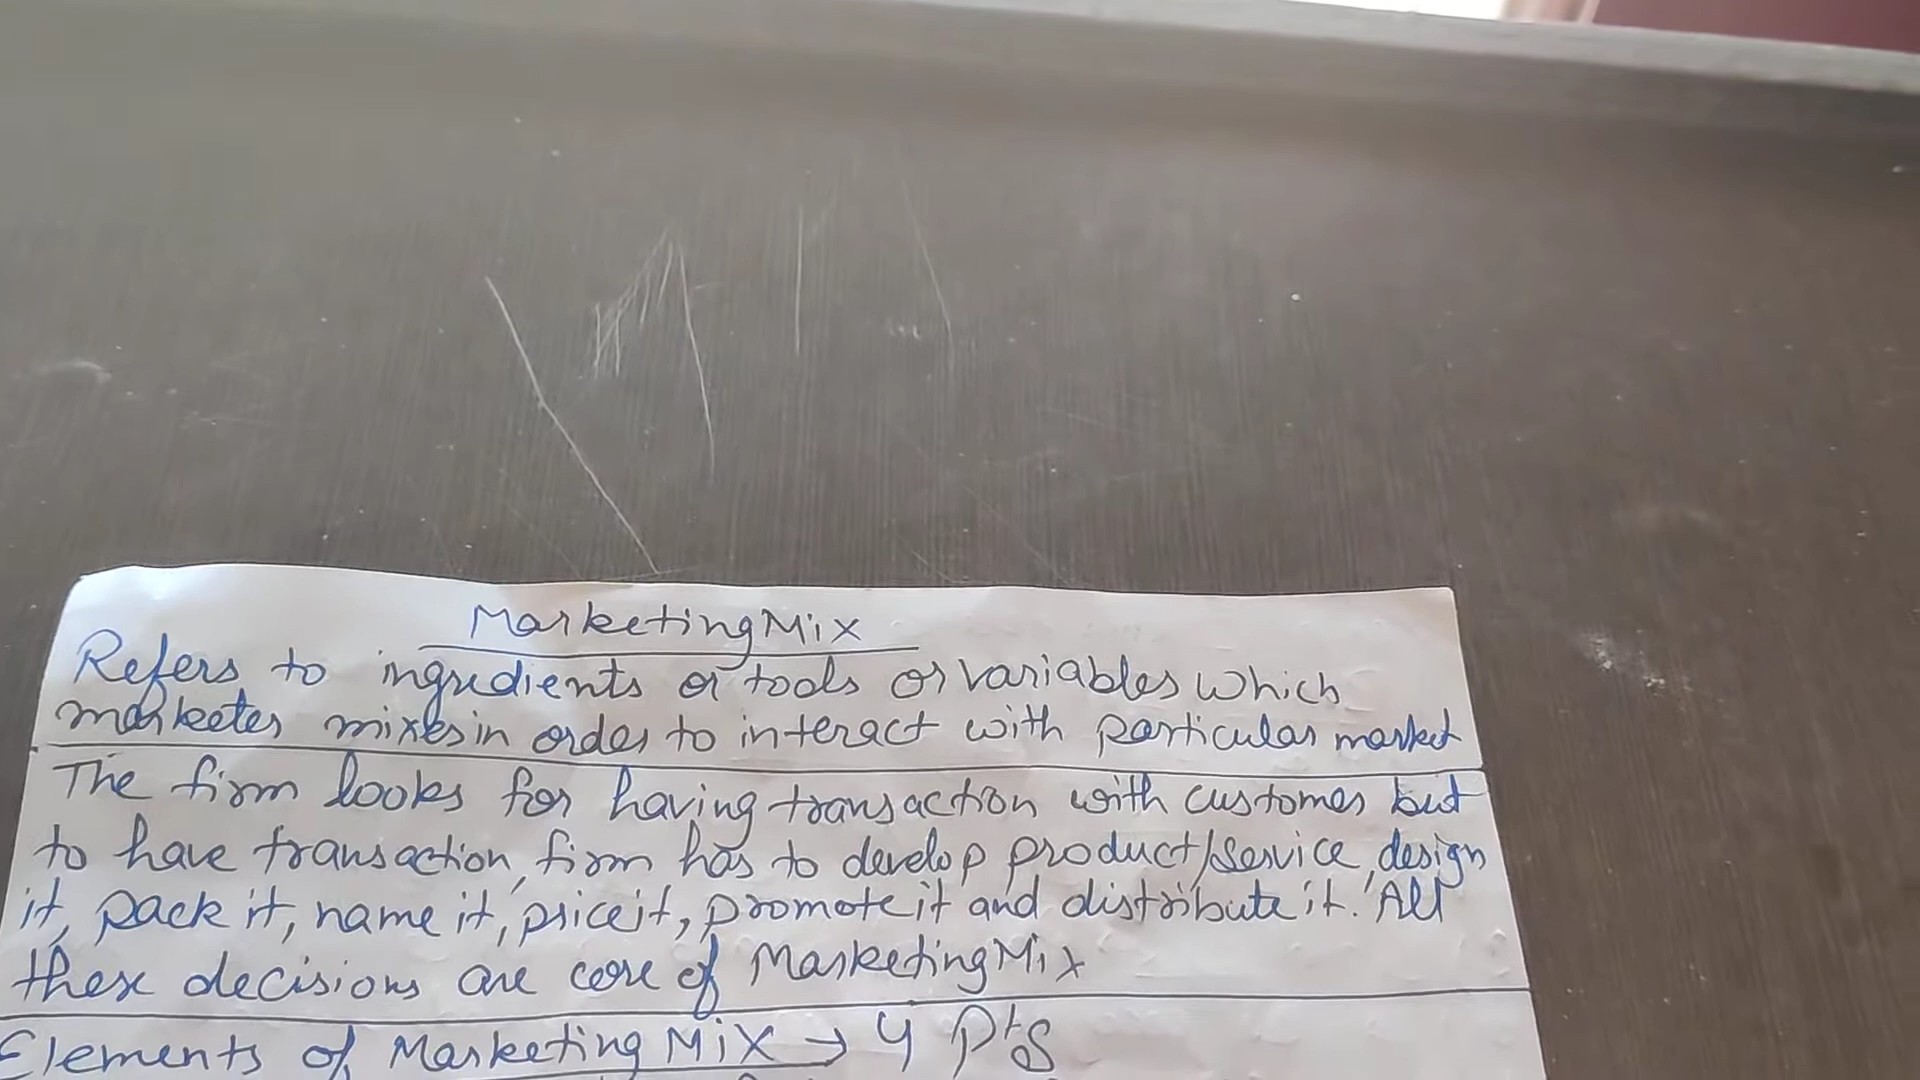 Marketing Mix
Refers to ingredients or tools or variables which
marketer mixes in order to interact with particular market
The firm looks for having transaction with customer but
to have transaction, firm has to develop product/service, design
it, pack it, name it, price it, promote it and distribute it. All
these decisions are core of Marketing Mix
Elements of Marketing Mix → 4 P's